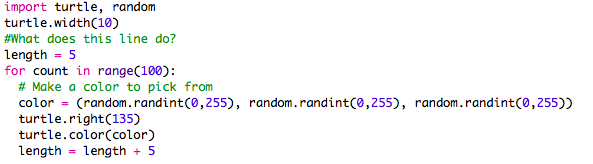 import turtle, random
turtle.width(10)
#What does this line do?
length = 5
for count in range(100):
  # Make a color to pick from
  color = (random.randint(0,255), random.randint(0,255), random.randint(0,255))
  turtle.right(135)
  turtle.color(color)
  length = length + 5